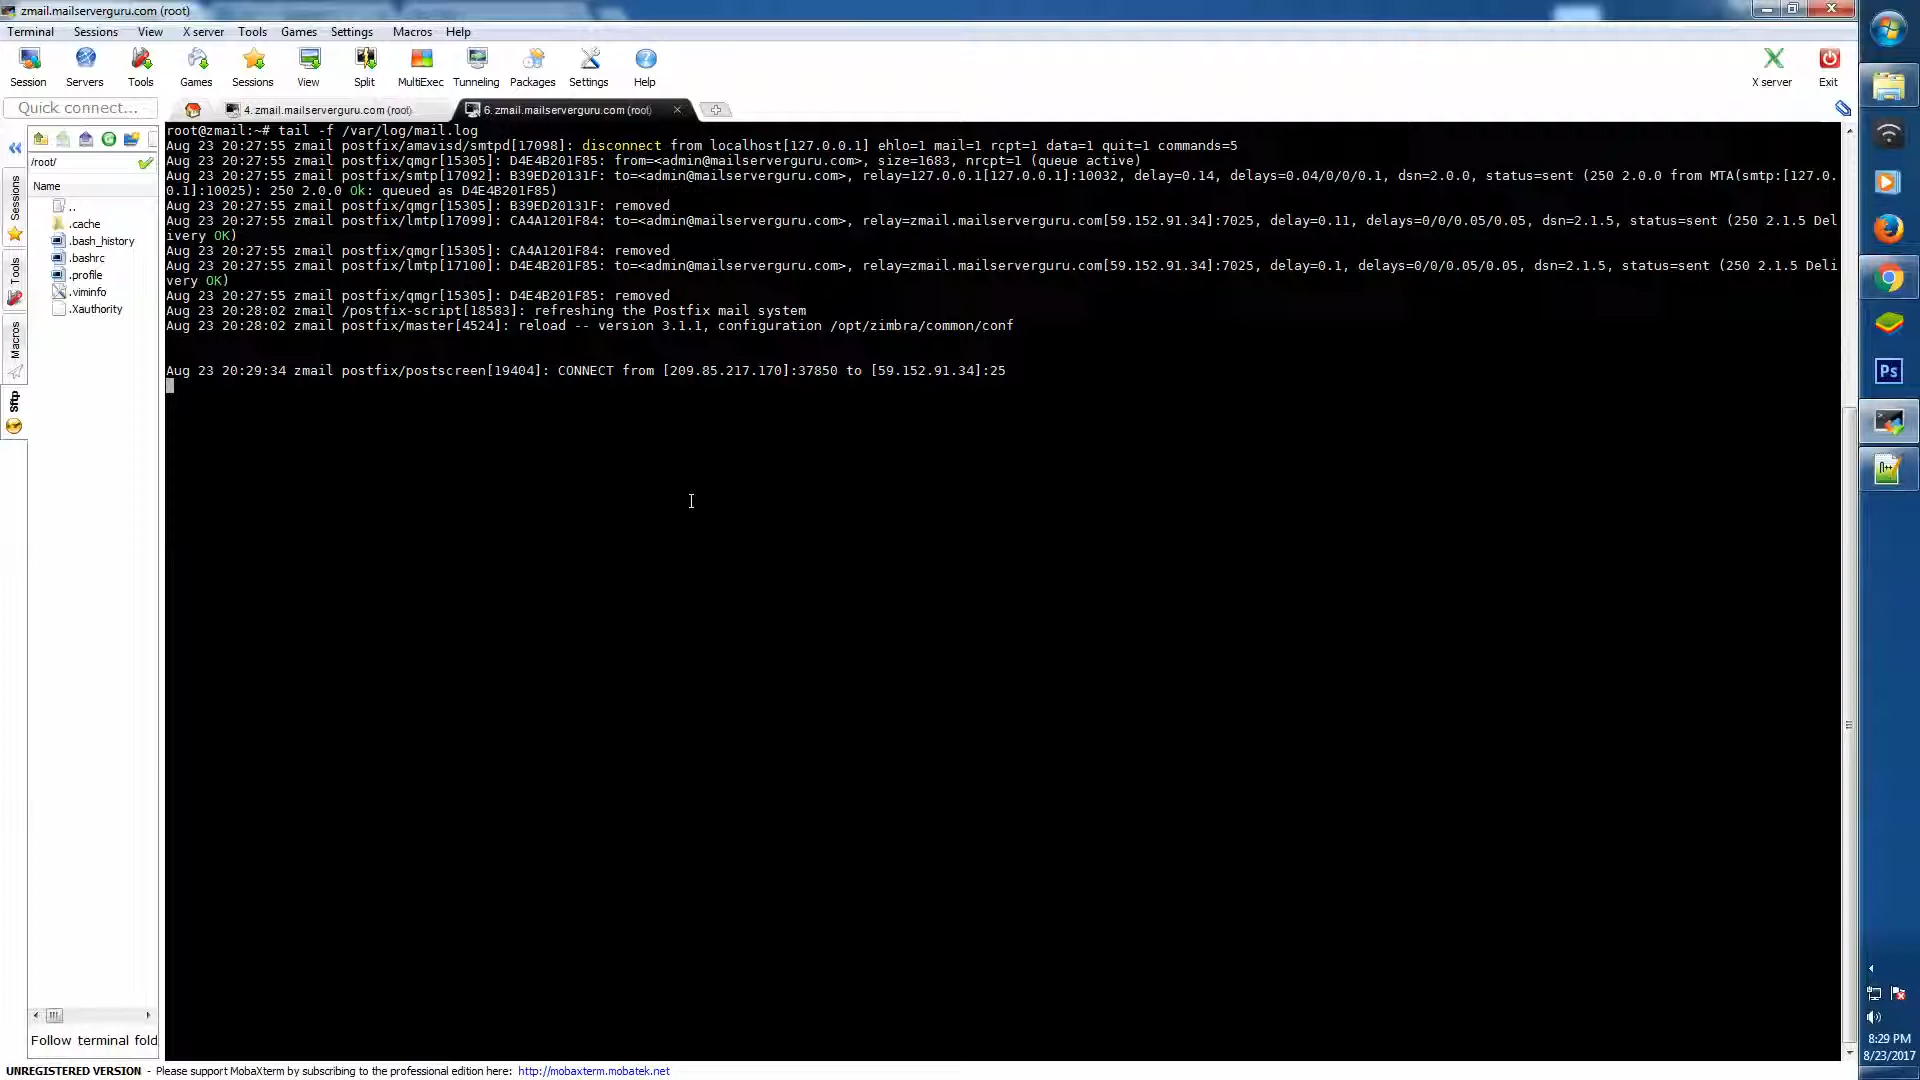 zmail.mailserverguru.com (root)
Terminal Sessions View X server Tools Games Settings Macros Help
Session Servers Tools Games Sessions View Split MultiExec Tunneling Packages Settings Help X server Exit
Quick connect...
4. zmail.mailserverguru.com (root)
6. zmail.mailserverguru.com (root)
/root/
Name
..
.cache
.bash_history
.bashrc
.profile
.viminfo
.Xauthority
Sessions
Tools
Macros
Sftp
Follow terminal fold
root@zmail:~# tail -f /var/log/mail.log
Aug 23 20:27:55 zmail postfix/amavisd/smtpd[17098]: disconnect from localhost[127.0.0.1] ehlo=1 mail=1 rcpt=1 data=1 quit=1 commands=5
Aug 23 20:27:55 zmail postfix/qmgr[15305]: D4E4B201F85: from=<admin@mailserverguru.com>, size=1683, nrcpt=1 (queue active)
Aug 23 20:27:55 zmail postfix/smtp[17092]: B39ED20131F: to=<admin@mailserverguru.com>, relay=127.0.0.1[127.0.0.1]:10032, delay=0.14, delays=0.04/0/0/0.1, dsn=2.0.0, status=sent (250 2.0.0 from MTA(smtp:[127.0.
0.1]:10025): 250 2.0.0 Ok: queued as D4E4B201F85)
Aug 23 20:27:55 zmail postfix/qmgr[15305]: B39ED20131F: removed
Aug 23 20:27:55 zmail postfix/lmtp[17099]: CA4A1201F84: to=<admin@mailserverguru.com>, relay=zmail.mailserverguru.com[59.152.91.34]:7025, delay=0.11, delays=0/0/0.05/0.05, dsn=2.1.5, status=sent (250 2.1.5 Del
ivery OK)
Aug 23 20:27:55 zmail postfix/qmgr[15305]: CA4A1201F84: removed
Aug 23 20:27:55 zmail postfix/lmtp[17100]: D4E4B201F85: to=<admin@mailserverguru.com>, relay=zmail.mailserverguru.com[59.152.91.34]:7025, delay=0.1, delays=0/0/0.05/0.05, dsn=2.1.5, status=sent (250 2.1.5 Deli
very OK)
Aug 23 20:27:55 zmail postfix/qmgr[15305]: D4E4B201F85: removed
Aug 23 20:28:02 zmail /postfix-script[18583]: refreshing the Postfix mail system
Aug 23 20:28:02 zmail postfix/master[4524]: reload -- version 3.1.1, configuration /opt/zimbra/common/conf
Aug 23 20:29:34 zmail postfix/postscreen[19404]: CONNECT from [209.85.217.170]:37850 to [59.152.91.34]:25
Ps
8:29 PM
8/23/2017
UNREGISTERED VERSION - Please support MobaXterm by subscribing to the professional edition here: http://mobaxterm.mobatek.net